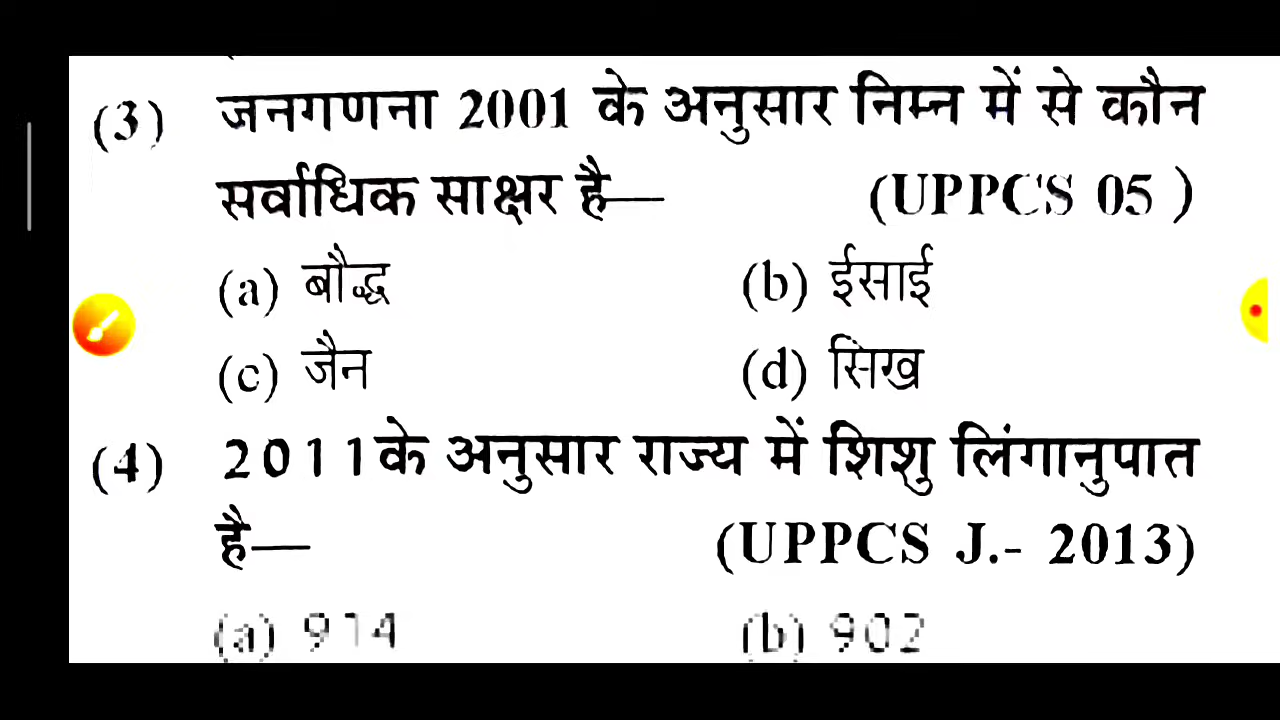 (3) जनगणना 2001 के अनुसार निम्न में से कौन
सर्वाधिक साक्षर है— (UPPCS 05 )
(a) बौद्ध (b) ईसाई
(c) जैन (d) सिख
(4) 2011के अनुसार राज्य में शिशु लिंगानुपात
है— (UPPCS J.- 2013)
(a) 914 (b) 902